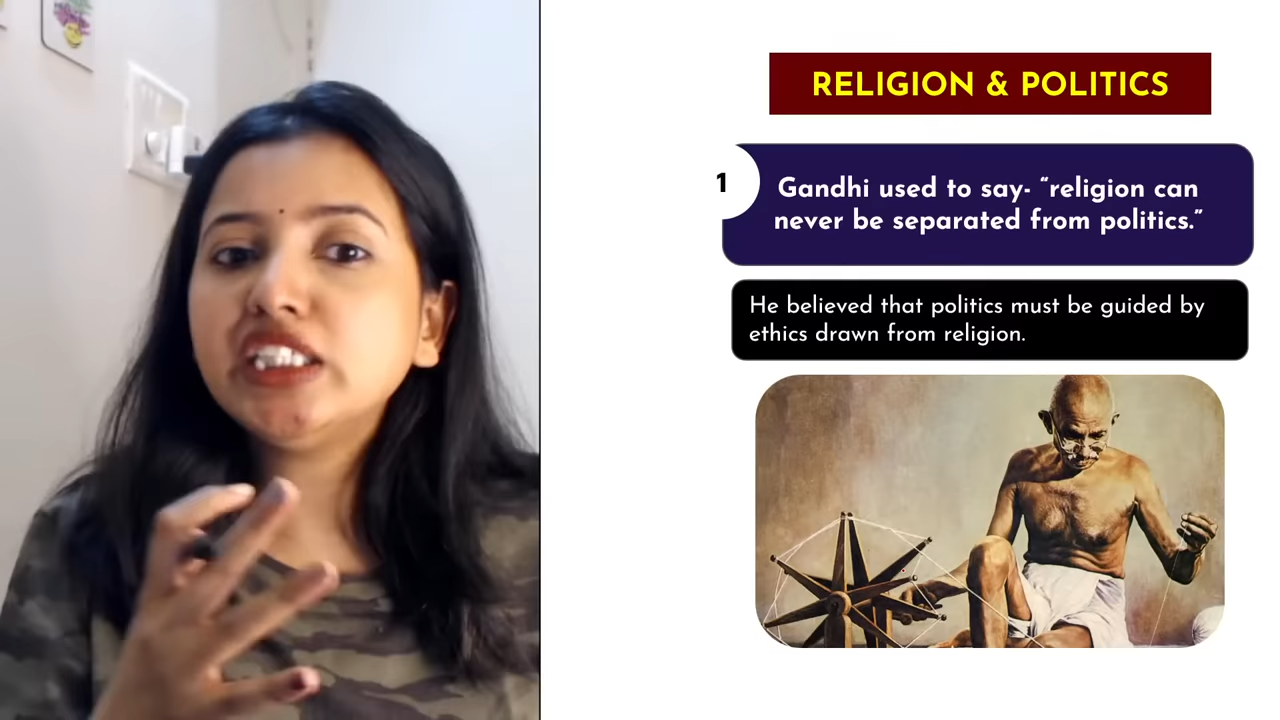 RELIGION & POLITICS
1
Gandhi used to say- “religion can
never be separated from politics.”
He believed that politics must be guided by
ethics drawn from religion.